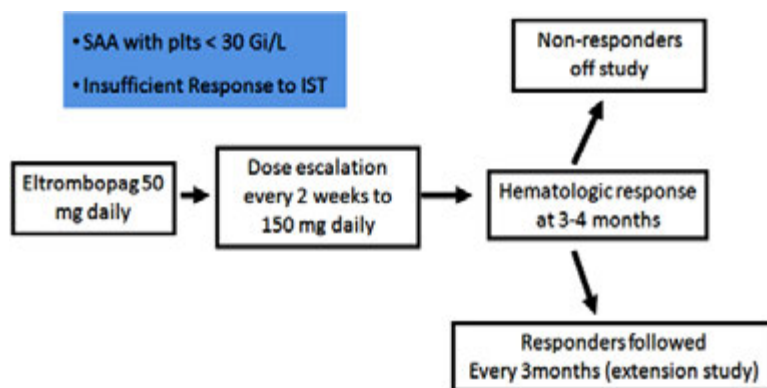 • SAA with plts < 30 Gi/L
• Insufficient Response to IST
Non-responders
off study
Eltrombopag 50
mg daily
Dose escalation
every 2 weeks to
150 mg daily
Hematologic response
at 3-4 months
Responders followed
Every 3months (extension study)